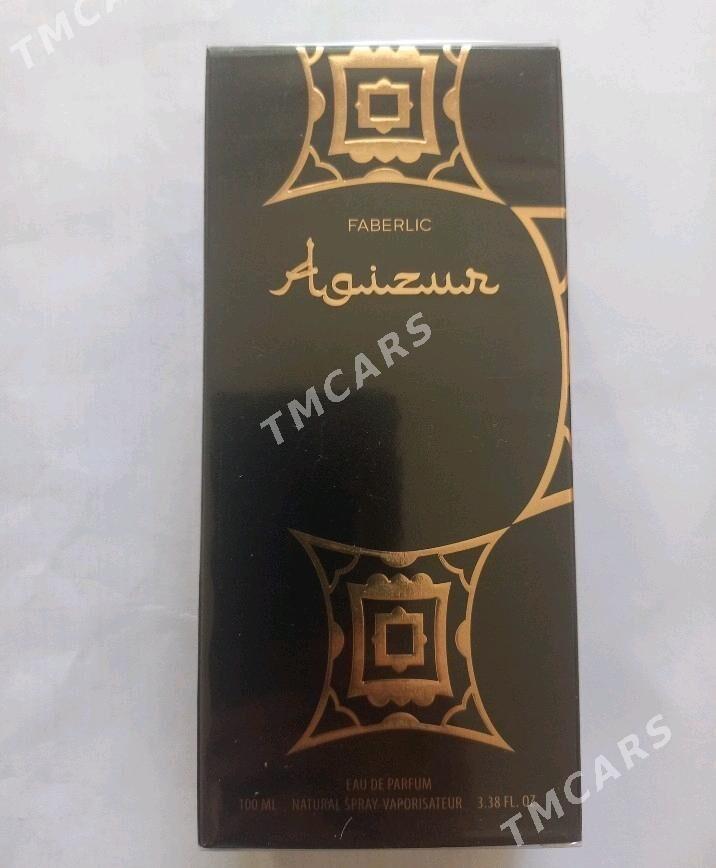 TMCARS
FABERLIC
Agizur
TMCARS
TMCARS
EAU DE PARFUM
100 ML NATURAL SPRAY-VAPORISATEUR 3.38 FL. OZ